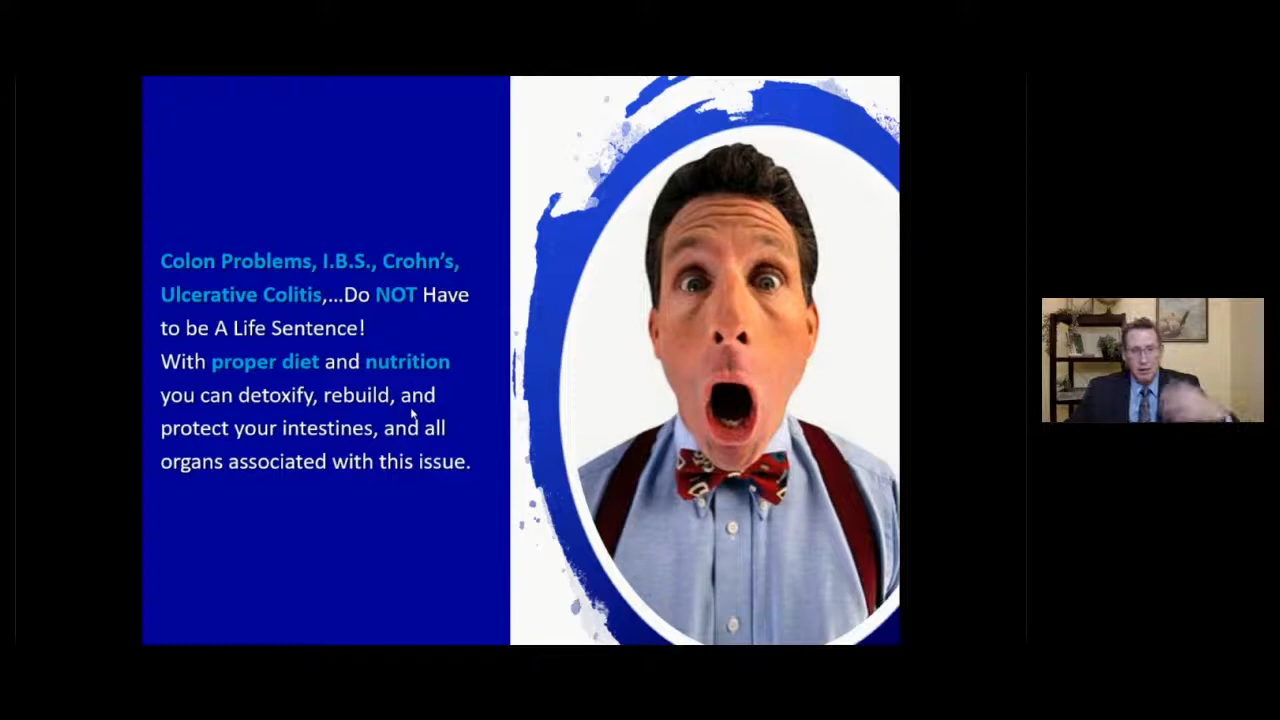 Colon Problems, I.B.S., Crohn’s,
Ulcerative Colitis,...Do NOT Have
to be A Life Sentence!
With proper diet and nutrition
you can detoxify, rebuild, and
protect your intestines, and all
organs associated with this issue.